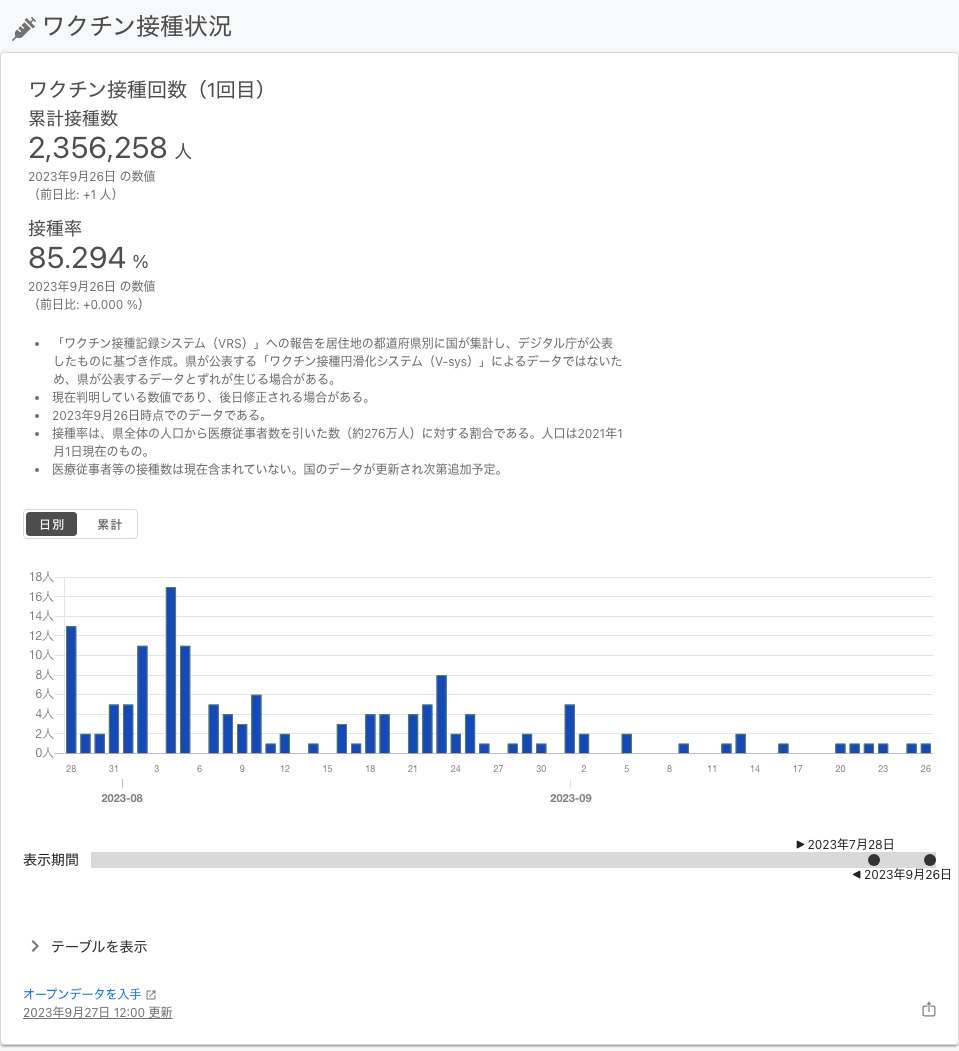 ワクチン接種状況
ワクチン接種回数（1回目）
累計接種数
2,356,258 人
2023年9月26日 の数値
（前日比: +1 人）
接種率
85.294 %
2023年9月26日 の数値
（前日比: +0.000 %）
• 「ワクチン接種記録システム（VRS）」への報告を居住地の都道府県別に国が集計し、デジタル庁が公表
したものに基づき作成。県が公表する「ワクチン接種円滑化システム（V-sys）」によるデータではないた
め、県が公表するデータとずれが生じる場合がある。
• 現在判明している数値であり、後日修正される場合がある。
• 2023年9月26日時点でのデータである。
• 接種率は、県全体の人口から医療従事者数を引いた数（約276万人）に対する割合である。人口は2021年1
月1日現在のもの。
• 医療従事者等の接種数は現在含まれていない。国のデータが更新され次第追加予定。
日別 累計
18人
16人
14人
12人
10人
8人
6人
4人
2人
0人
28 31 3 6 9 12 15 18 21 24 27 30 2 5 8 11 14 17 20 23 26
2023-08 2023-09
▶ 2023年7月28日
表示期間
◀ 2023年9月26日
テーブルを表示
オープンデータを入手
2023年9月27日 12:00 更新